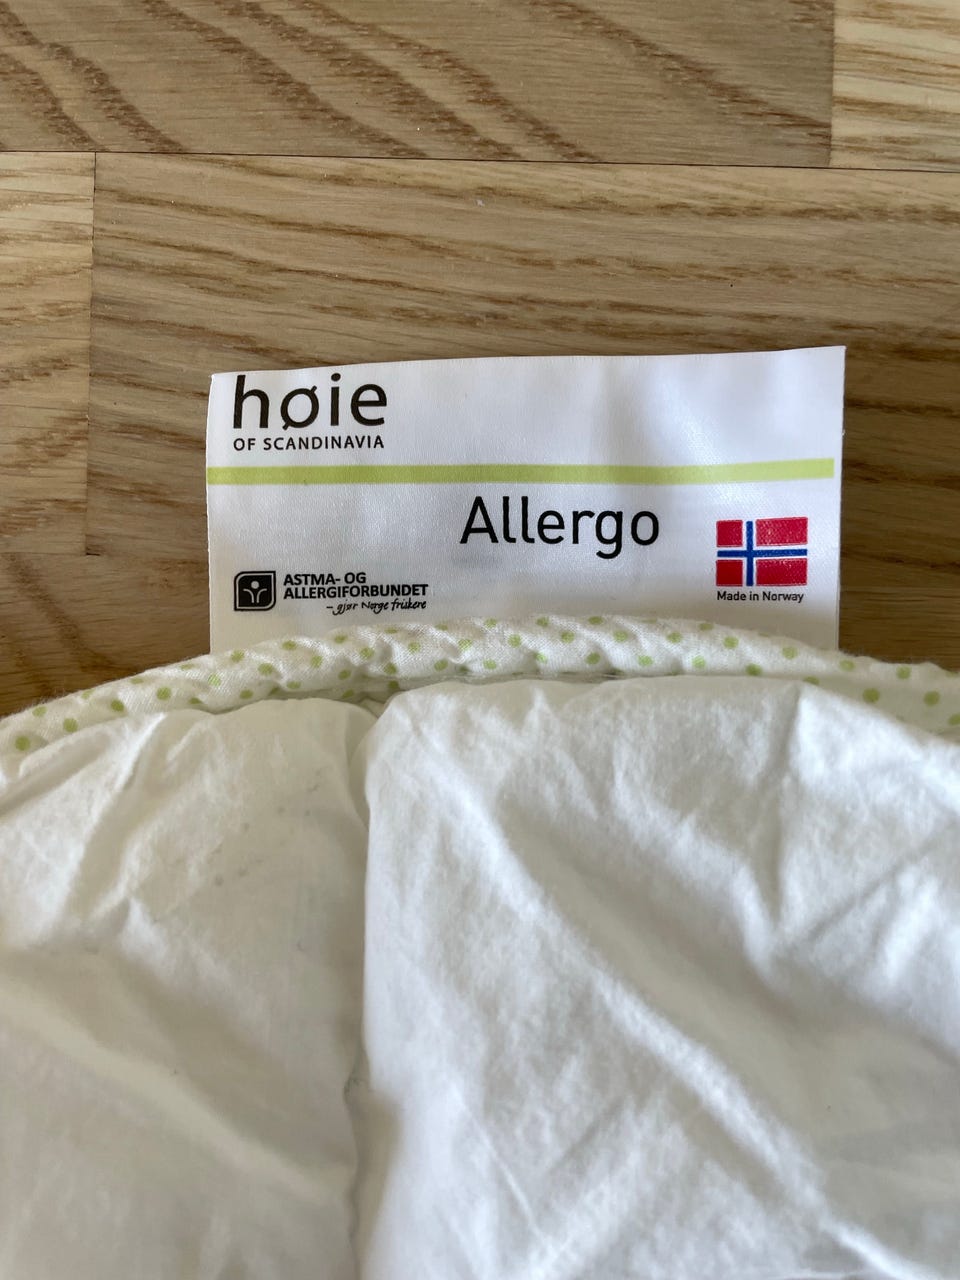 høie
OF SCANDINAVIA
Allergo
ASTMA- OG
ALLERGIFORBUNDET
– gjør Norge friskere
Made in Norway